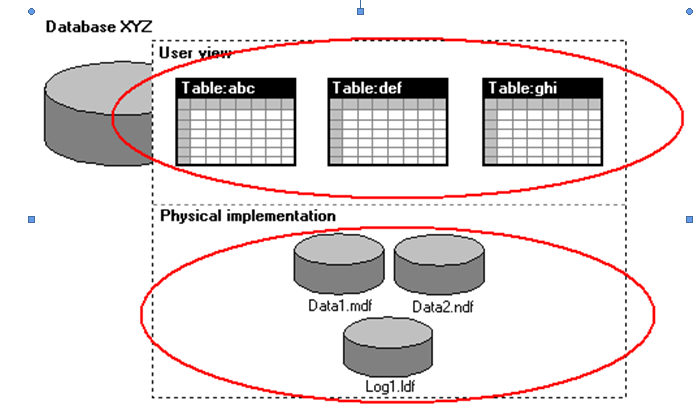 Database XYZ
User view
Table:abc
Table:def
Table:ghi
Physical implementation
Data1.mdf
Data2.ndf
Log1.ldf